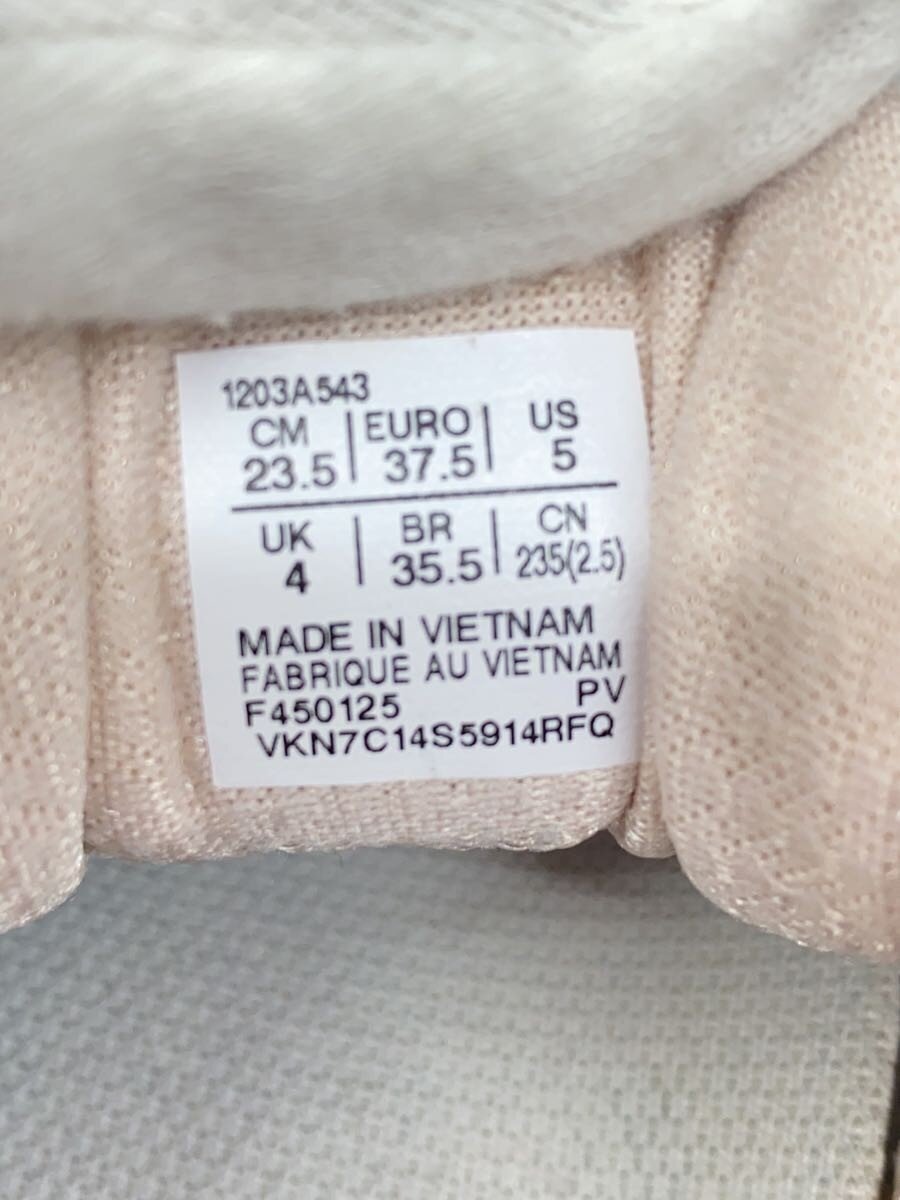 1203A543
CM | EURO | US
23.5 | 37.5 | 5
UK | BR | CN
4 | 35.5 | 235(2.5)
MADE IN VIETNAM
FABRIQUE AU VIETNAM
F450125 PV
VKN7C14S5914RFQ